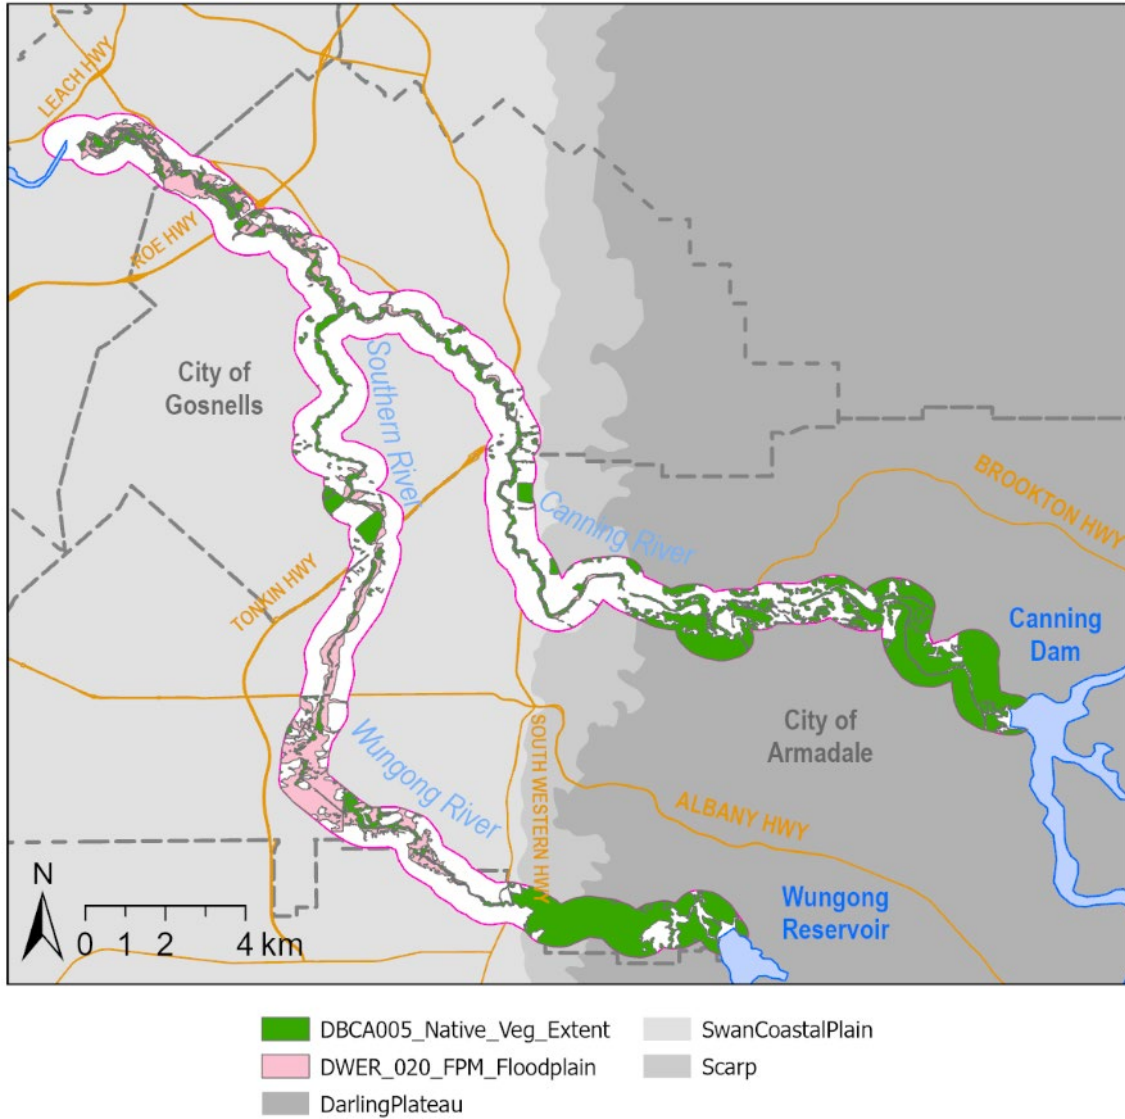 LEACH HWY
ROE HWY
City of
Gosnells
Southern River
Canning River
BROOKTON HWY
TONKIN HWY
Canning
Dam
City of
Armadale
Wungong River
SOUTH WESTERN HWY
ALBANY HWY
Wungong
Reservoir
N
0 1 2 4 km
DBCA005_Native_Veg_Extent
SwanCoastalPlain
DWER_020_FPM_Floodplain
Scarp
DarlingPlateau